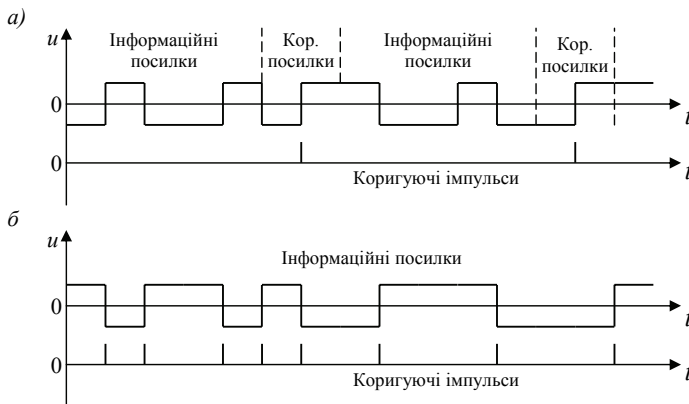 а)
u
Інформаційні
посилки
Кор.
посилки
Інформаційні
посилки
Кор.
посилки
0
t
0
t
Коригуючі імпульси
б
u
Інформаційні посилки
0
t
0
t
Коригуючі імпульси